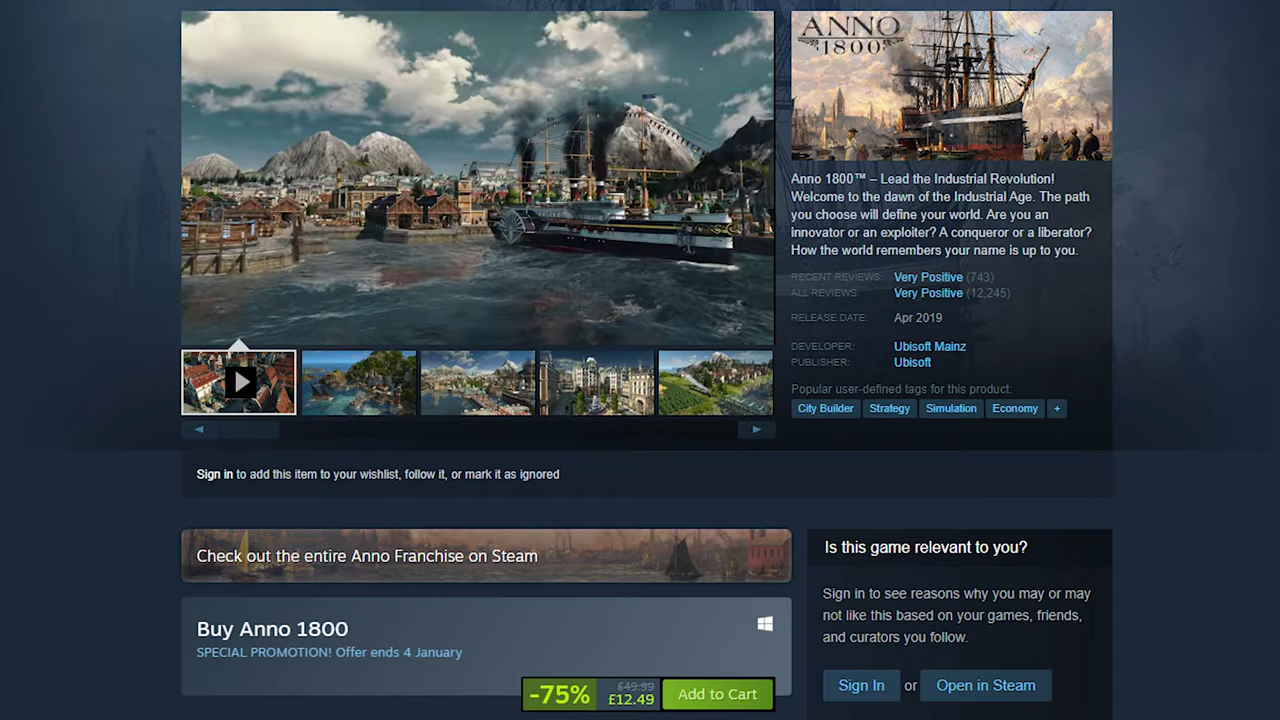 ANNO
1800
Anno 1800™ – Lead the Industrial Revolution!
Welcome to the dawn of the Industrial Age. The path
you choose will define your world. Are you an
innovator or an exploiter? A conqueror or a liberator?
How the world remembers your name is up to you.
RECENT REVIEWS: Very Positive (743)
ALL REVIEWS: Very Positive (12,245)
RELEASE DATE: Apr 2019
DEVELOPER: Ubisoft Mainz
PUBLISHER: Ubisoft
Popular user-defined tags for this product:
City Builder Strategy Simulation Economy +
Sign in to add this item to your wishlist, follow it, or mark it as ignored
Check out the entire Anno Franchise on Steam
Buy Anno 1800
SPECIAL PROMOTION! Offer ends 4 January
-75% £49.99 £12.49 Add to Cart
Is this game relevant to you?
Sign in to see reasons why you may or may
not like this based on your games, friends,
and curators you follow.
Sign In or Open in Steam